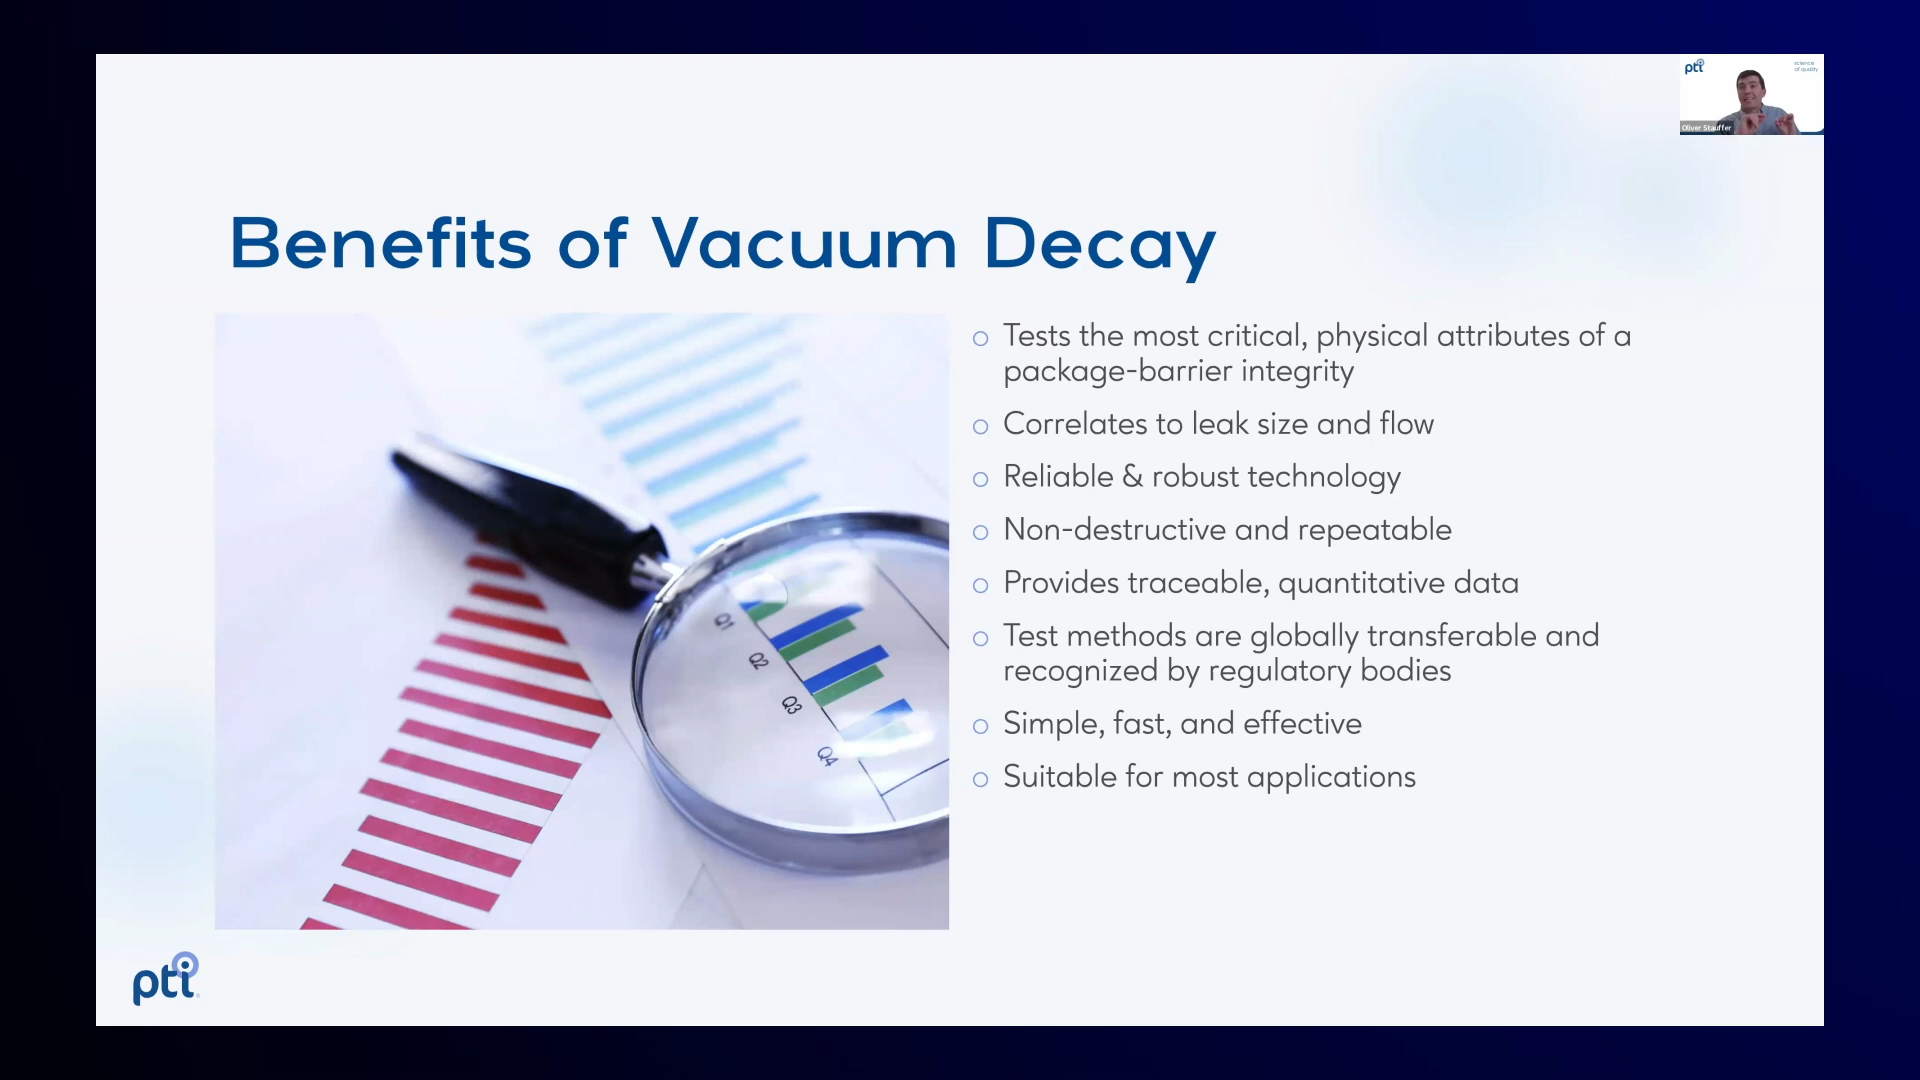 pti
science
of quality
Oliver Stauffer
Benefits of Vacuum Decay
Tests the most critical, physical attributes of a
package-barrier integrity
Correlates to leak size and flow
Reliable & robust technology
Non-destructive and repeatable
Provides traceable, quantitative data
Test methods are globally transferable and
recognized by regulatory bodies
Simple, fast, and effective
Suitable for most applications
Q1
Q2
Q3
Q4
pti